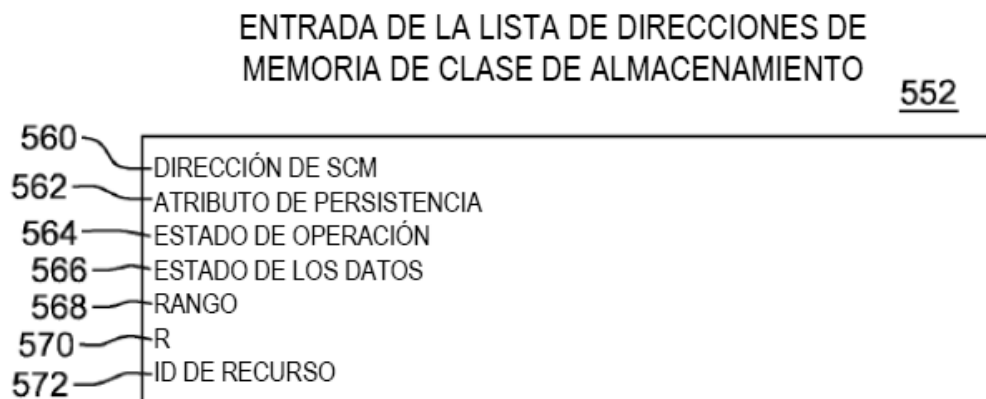 ENTRADA DE LA LISTA DE DIRECCIONES DE
MEMORIA DE CLASE DE ALMACENAMIENTO
552
560 DIRECCIÓN DE SCM
562 ATRIBUTO DE PERSISTENCIA
564 ESTADO DE OPERACIÓN
566 ESTADO DE LOS DATOS
568 RANGO
570 R
572 ID DE RECURSO